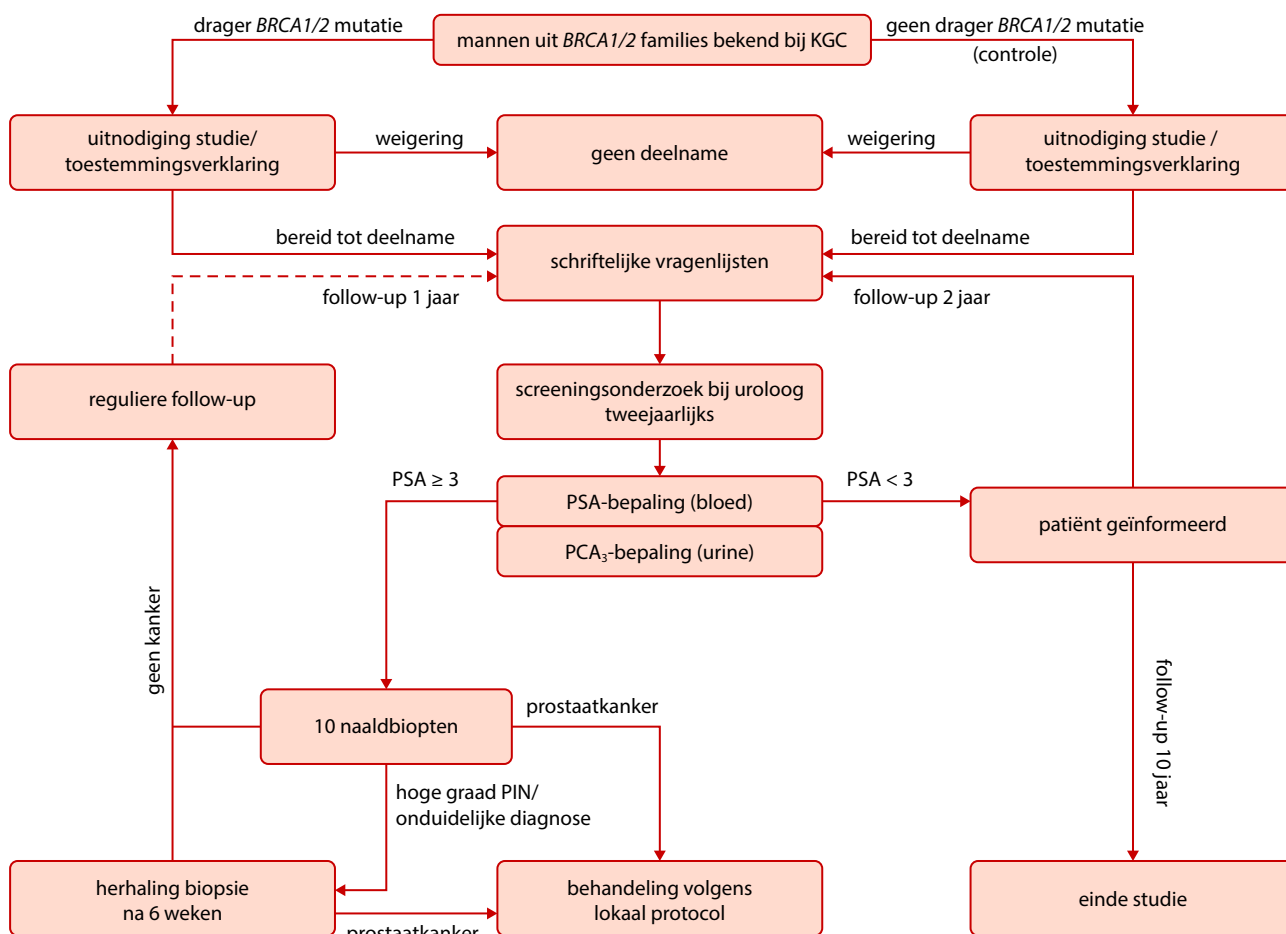 drager BRCA1/2 mutatie
mannen uit BRCA1/2 families bekend bij KGC
geen drager BRCA1/2 mutatie
(controle)
uitnodiging studie/
toestemmingsverklaring
weigering
geen deelname
weigering
uitnodiging studie /
toestemmingsverklaring
bereid tot deelname
schriftelijke vragenlijsten
bereid tot deelname
follow-up 1 jaar
follow-up 2 jaar
reguliere follow-up
screeningsonderzoek bij uroloog
tweejaarlijks
PSA ≥ 3
PSA-bepaling (bloed)
PSA < 3
PCA₃-bepaling (urine)
patiënt geïnformeerd
geen kanker
10 naaldbiopten
prostaatkanker
follow-up 10 jaar
hoge graad PIN/
onduidelijke diagnose
herhaling biopsie
na 6 weken
prostaatkanker
behandeling volgens
lokaal protocol
einde studie